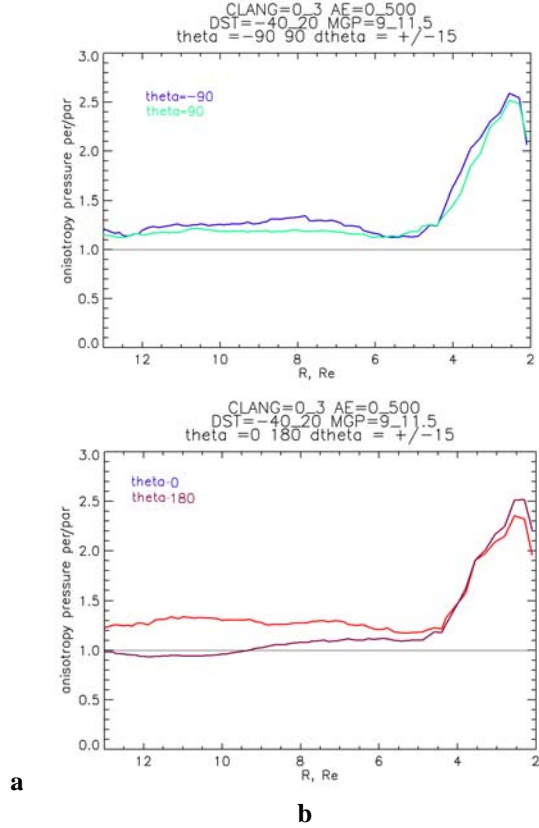 CLANG=0_3 AE=0_500
DST=−40_20 MGP=9_11.5
theta =−90 90 dtheta = +/−15
3.0
2.5
2.0
1.5
1.0
0.5
0.0
anisotropy pressure per/par
theta=−90
theta=90
12 10 8 6 4 2
R, Re
CLANG=0_3 AE=0_500
DST=−40_20 MGP=9_11.5
theta =0 180 dtheta = +/−15
3.0
2.5
2.0
1.5
1.0
0.5
0.0
anisotropy pressure per/par
theta·0
theta·180
12 10 8 6 4 2
R, Re
a
b